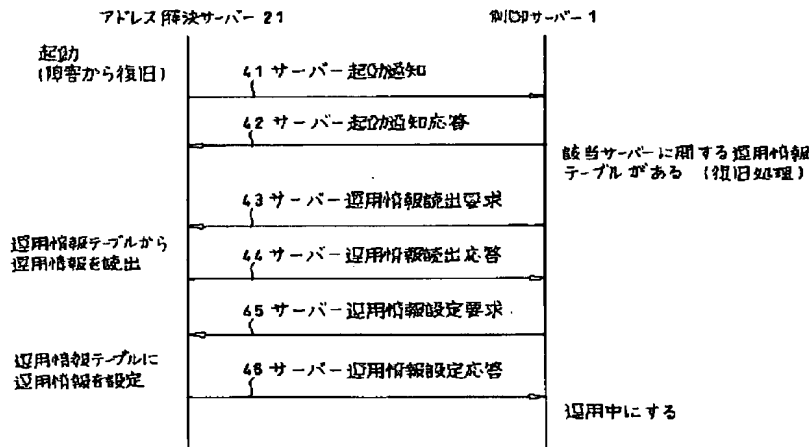 アドレス解決サーバー 21
制御サーバー 1
起動
(障害から復旧)
41 サーバー起動通知
42 サーバー起動通知応答
該当サーバーに関する運用情報
テーブルがある (復旧処理)
43 サーバー運用情報読出要求
運用情報テーブルから
運用情報を読出
44 サーバー運用情報読出応答
45 サーバー運用情報設定要求
運用情報テーブルに
運用情報を設定
46 サーバー運用情報設定応答
運用中にする